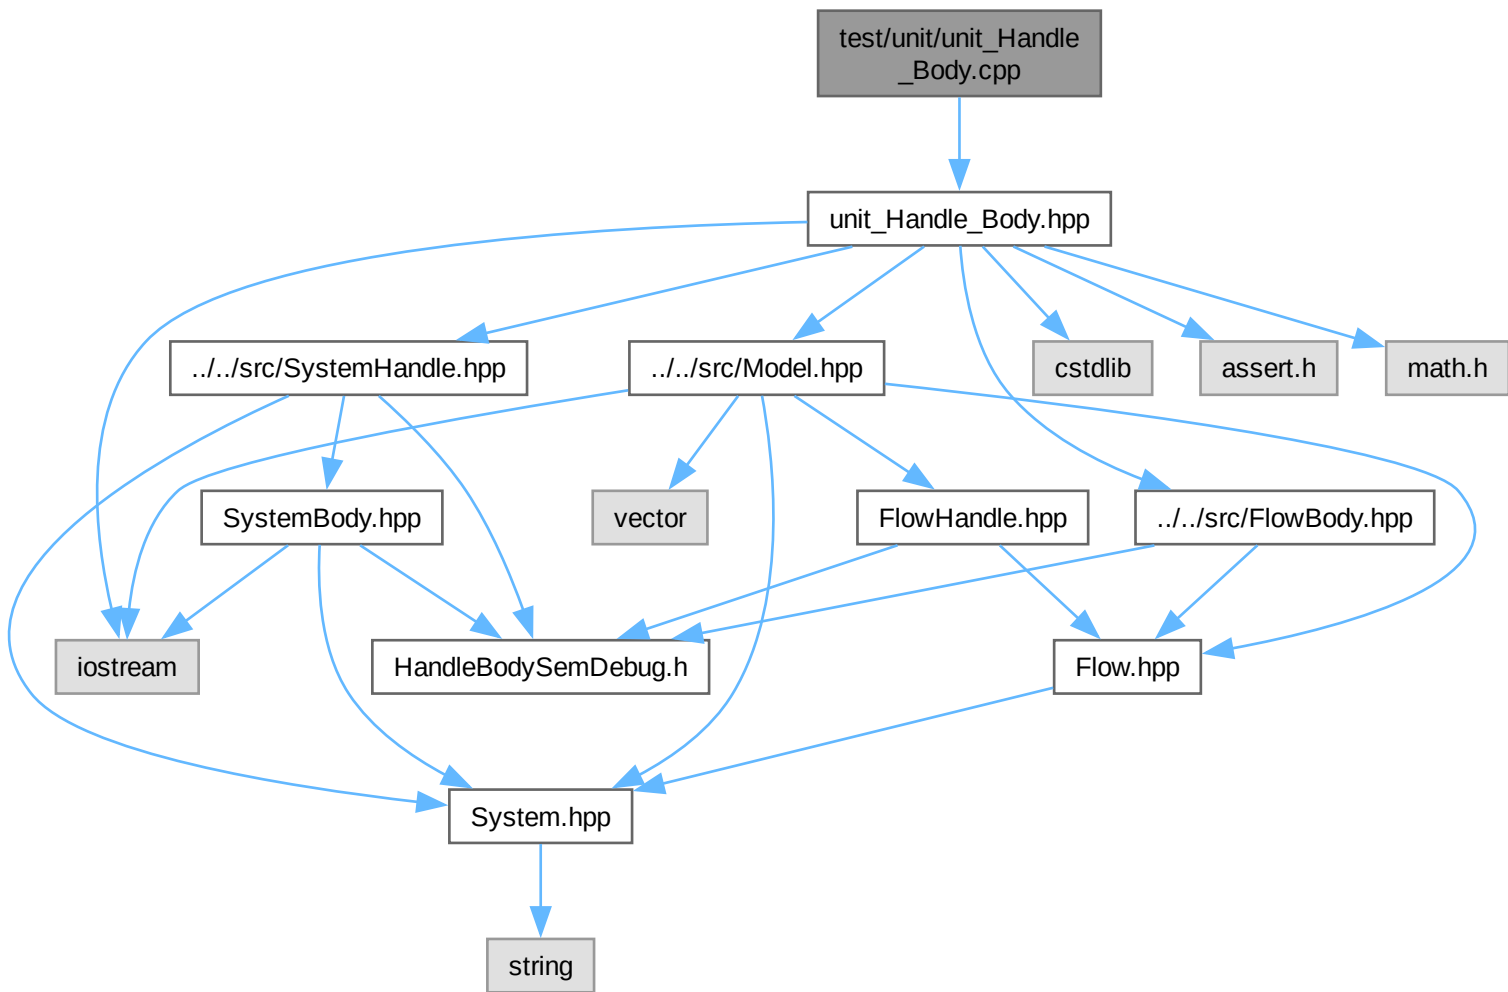 test/unit/unit_Handle
_Body.cpp
unit_Handle_Body.hpp
../../src/SystemHandle.hpp
../../src/Model.hpp
cstdlib
assert.h
math.h
SystemBody.hpp
vector
FlowHandle.hpp
../../src/FlowBody.hpp
iostream
HandleBodySemDebug.h
Flow.hpp
System.hpp
string